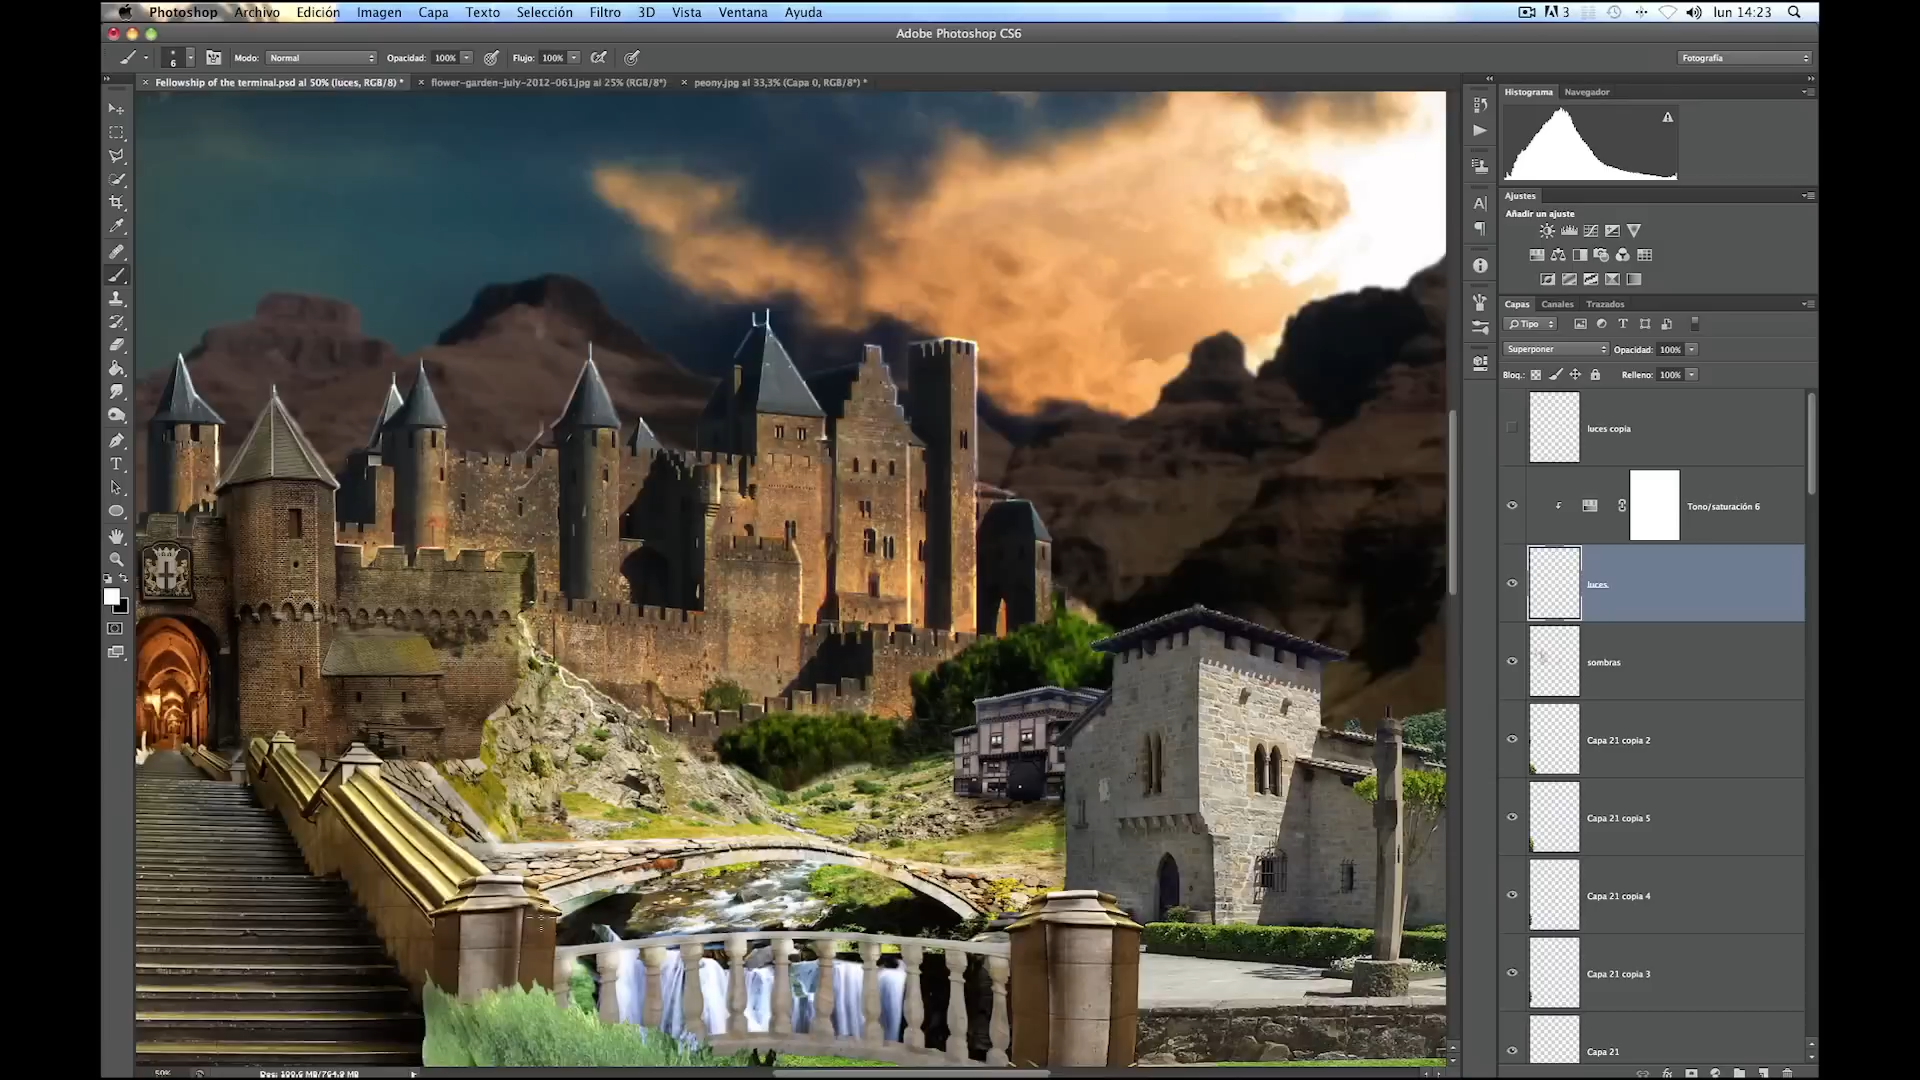 Photoshop Archivo Edición Imagen Capa Texto Selección Filtro 3D Vista Ventana Ayuda 3 lun 14:23
Adobe Photoshop CS6
6 Modo: Normal Opacidad: 100% Flujo: 100% Fotografía
Fellowship of the terminal.psd al 50% (luces, RGB/8) * flower-garden-july-2012-061.jpg al 25% (RGB/8*) peony.jpg al 33,3% (Capa 0, RGB/8*) *
Histograma Navegador
Ajustes
Añadir un ajuste
Capas Canales Trazados
Tipo
Superponer Opacidad: 100%
Bloq.: Relleno: 100%
luces copia
Tono/saturación 6
luces.
sombras
Capa 21 copia 2
Capa 21 copia 5
Capa 21 copia 4
Capa 21 copia 3
Capa 21
50%